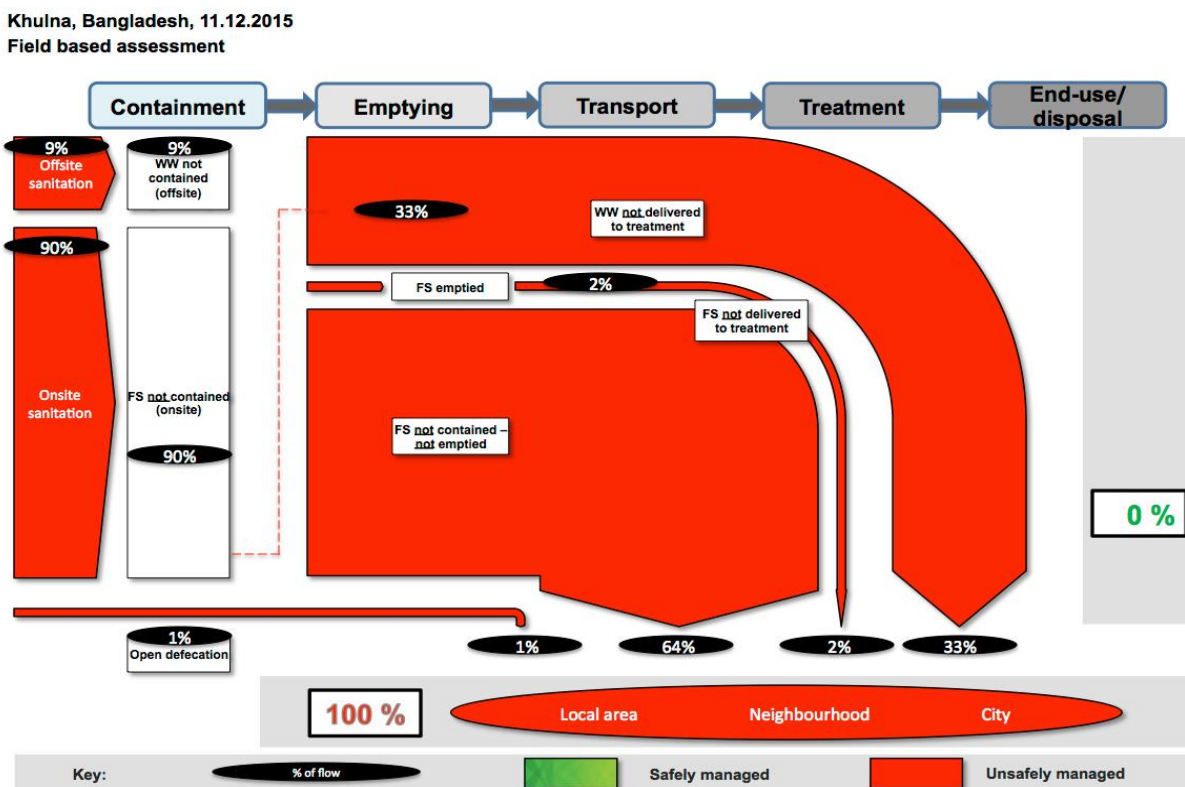 Khulna, Bangladesh, 11.12.2015
Field based assessment
Containment
Emptying
Transport
Treatment
End-use/
disposal
9%
Offsite
sanitation
9%
WW not
contained
(offsite)
33%
WW not delivered
to treatment
90%
FS emptied
2%
FS not delivered
to treatment
Onsite
sanitation
FS not contained
(onsite)
90%
FS not contained –
not emptied
0 %
1%
Open defecation
1%
64%
2%
33%
100 %
Local area
Neighbourhood
City
Key:
% of flow
Safely managed
Unsafely managed